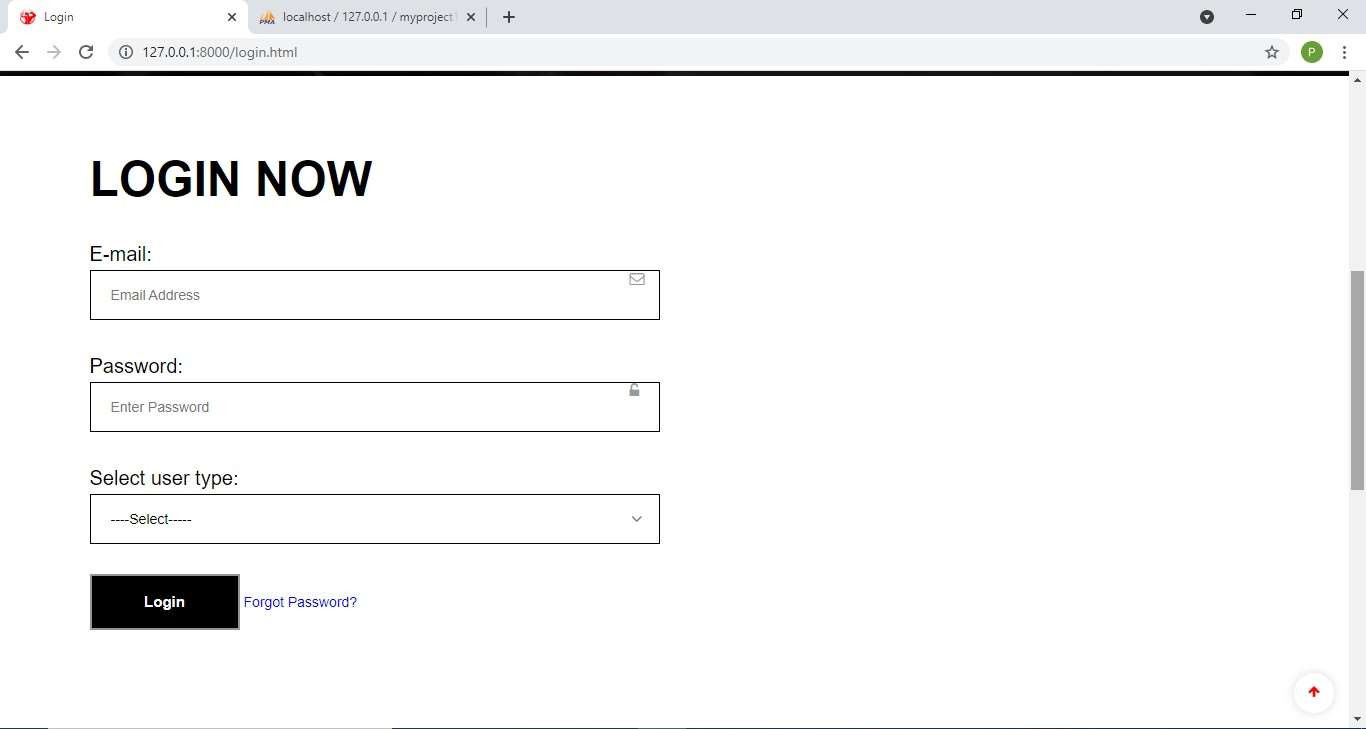 Login
PMA
localhost / 127.0.0.1 / myproject
127.0.0.1:8000/login.html
P
LOGIN NOW
E-mail:
Email Address
Password:
Enter Password
Select user type:
----Select-----
Login Forgot Password?